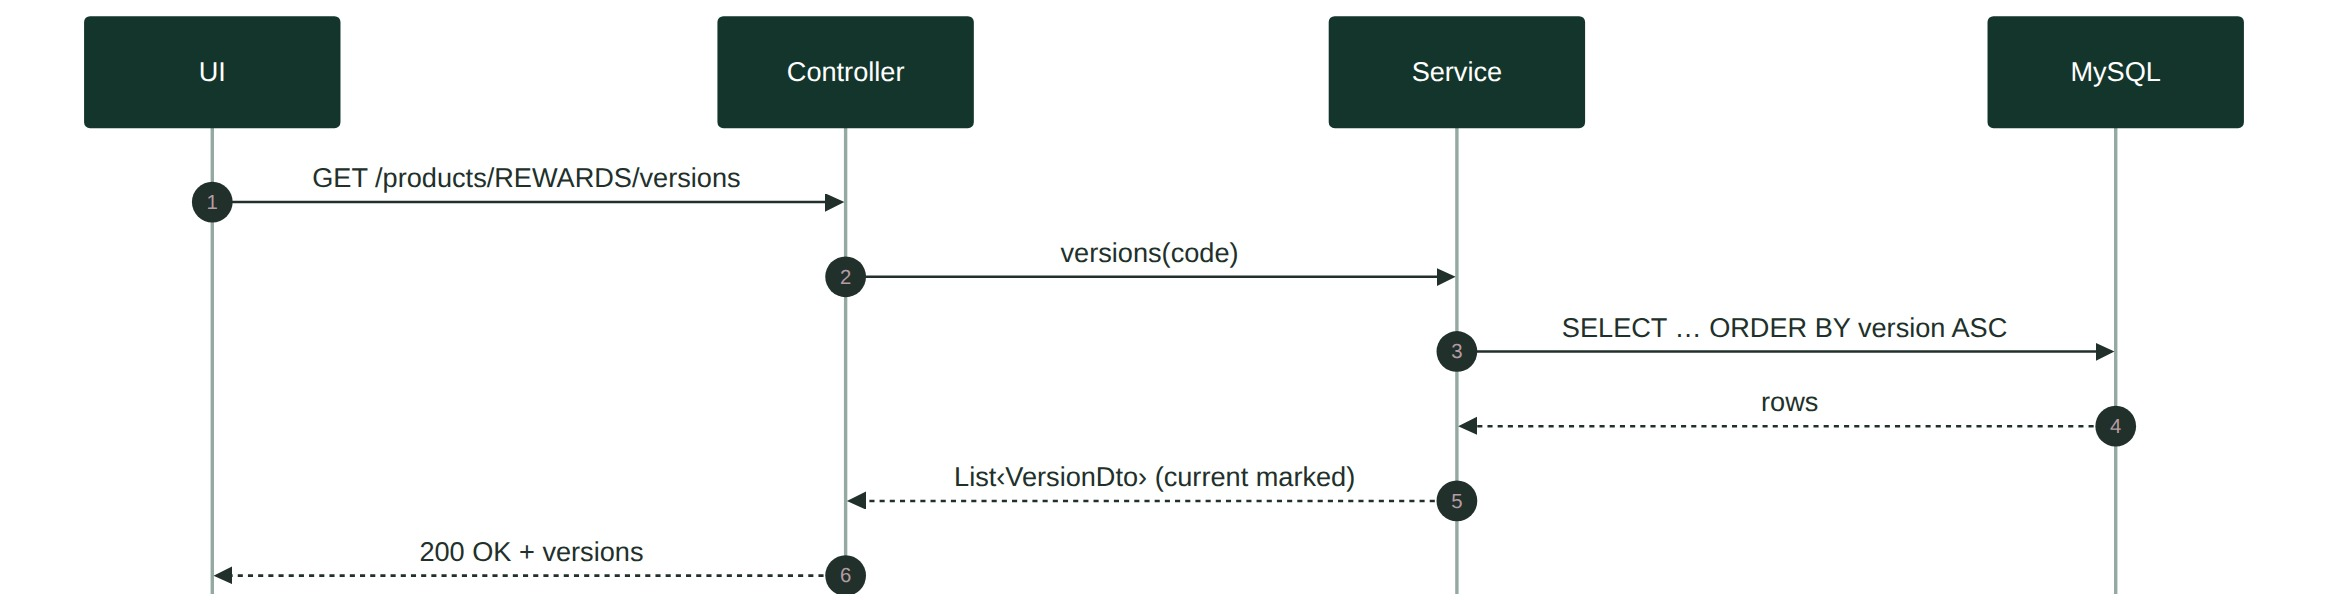 UI
Controller
Service
MySQL
GET /products/REWARDS/versions
1
versions(code)
2
SELECT … ORDER BY version ASC
3
rows
4
List‹VersionDto› (current marked)
5
200 OK + versions
6